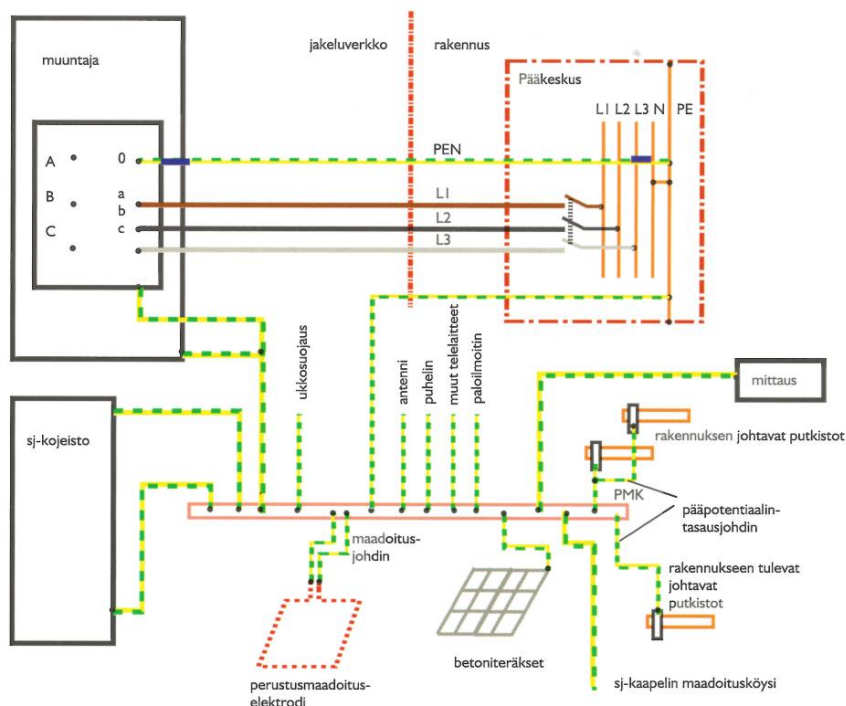 muuntaja
jakeluverkko
rakennus
Pääkeskus
L1 L2 L3 N PE
A
0
PEN
B
a
L1
b
L2
C
c
L3
ukkosuojaus
antenni
puhelin
muut telelaitteet
paloilmoitin
mittaus
sj-kojeisto
rakennuksen johtavat putkistot
PMK
pääpotentiaalin-
tasausjohdin
maadoitus-
johdin
rakennukseen tulevat
johtavat
putkistot
betoniteräkset
perustusmaadoitus-
elektrodi
sj-kaapelin maadoitusköysi